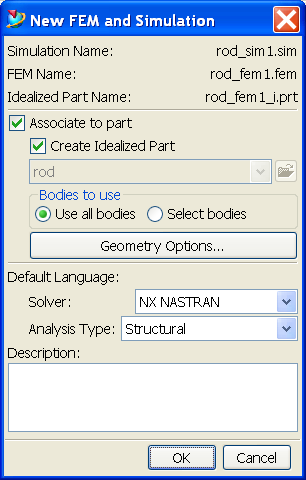 New FEM and Simulation
Simulation Name: rod_sim1.sim
FEM Name: rod_fem1.fem
Idealized Part Name: rod_fem1_i.prt
Associate to part
Create Idealized Part
rod
Bodies to use
Use all bodies Select bodies
Geometry Options...
Default Language:
Solver: NX NASTRAN
Analysis Type: Structural
Description:
OK Cancel